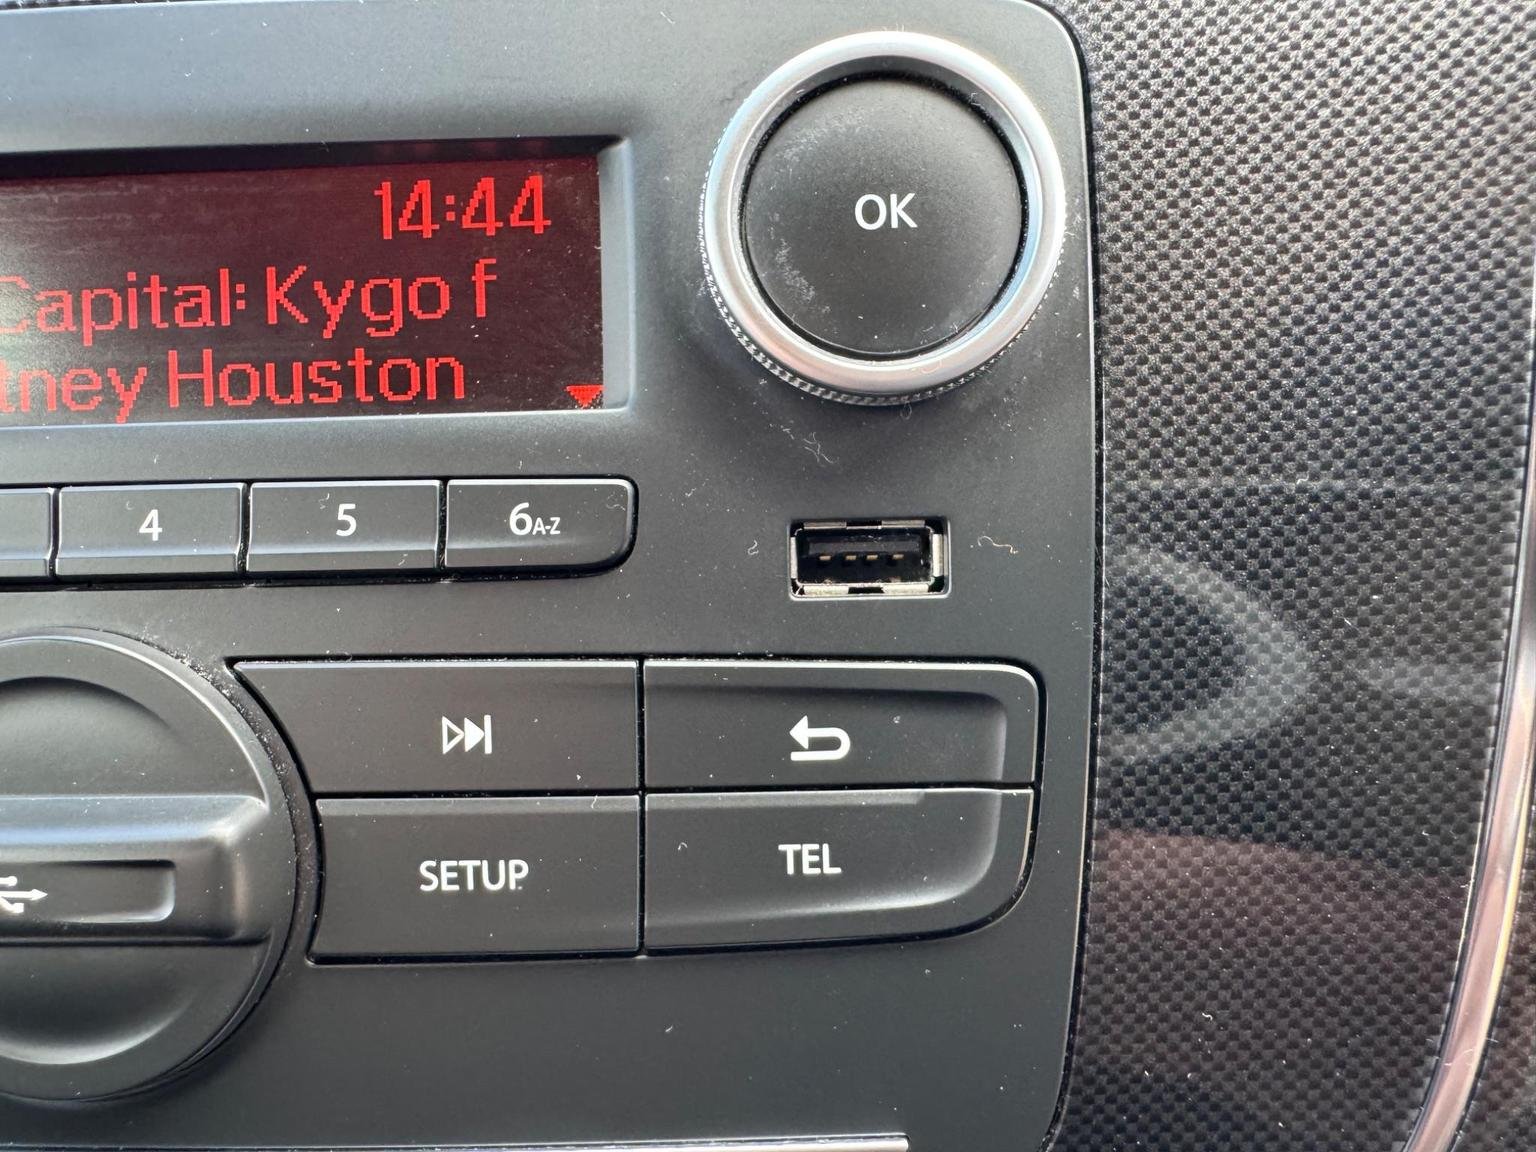 14:44
Capital: Kygo f
tney Houston
4
5
6A-Z
OK
SETUP
TEL